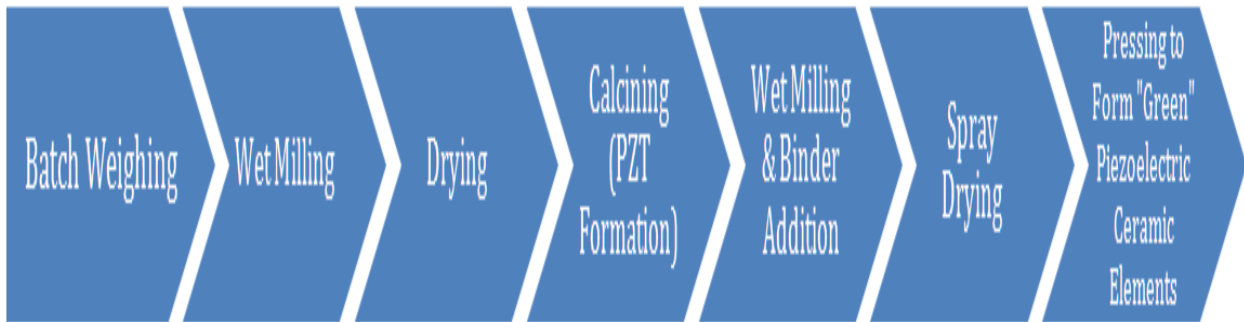 Batch Weighing
Wet Milling
Drying
Calcining
(PZT
Formation)
Wet Milling
& Binder
Addition
Spray
Drying
Pressing to
Form "Green"
Piezoelectric
Ceramic
Elements